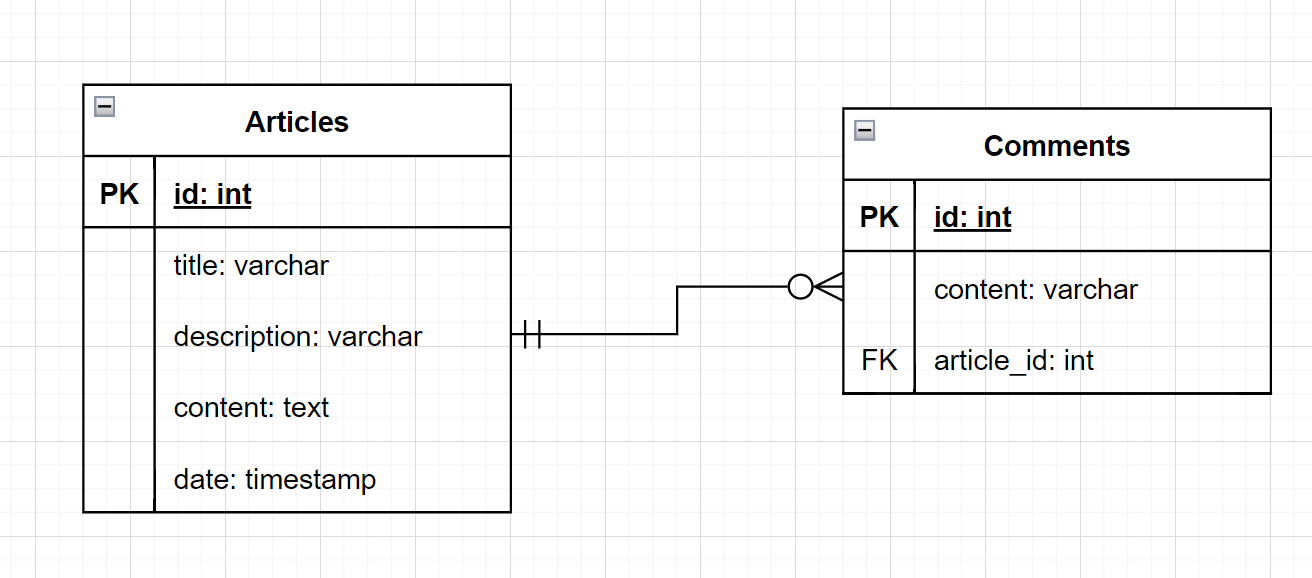 Articles
PK id: int
title: varchar
description: varchar
content: text
date: timestamp
Comments
PK id: int
content: varchar
FK article_id: int